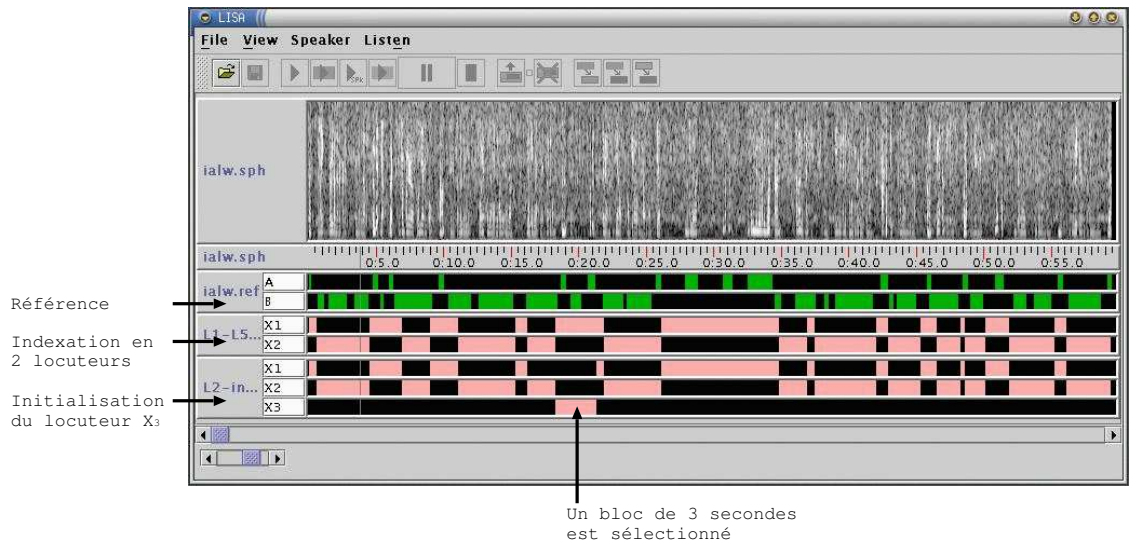 LISA
File View Speaker Listen
SPk
ialw.sph
ialw.sph
0:5.0 0:10.0 0:15.0 0:20.0 0:25.0 0:30.0 0:35.0 0:40.0 0:45.0 0:50.0 0:55.0
ialw.ref
A
B
Référence
L1-L5...
X1
X2
Indexation en
2 locuteurs
L2-in...
X1
X2
X3
Initialisation
du locuteur X₃
Un bloc de 3 secondes
est sélectionné